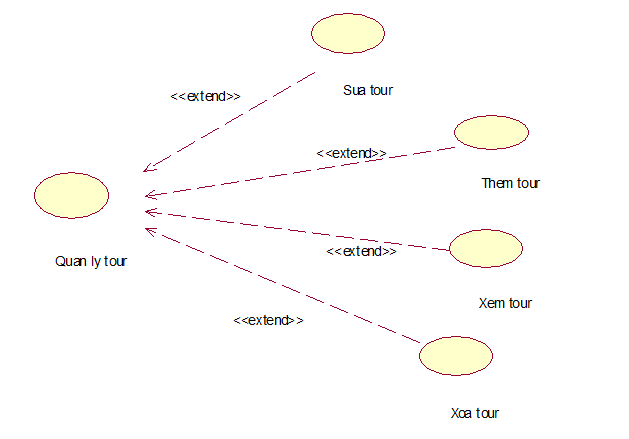 Sua tour
<<extend>>
Them tour
<<extend>>
Quan ly tour
<<extend>>
Xem tour
<<extend>>
Xoa tour